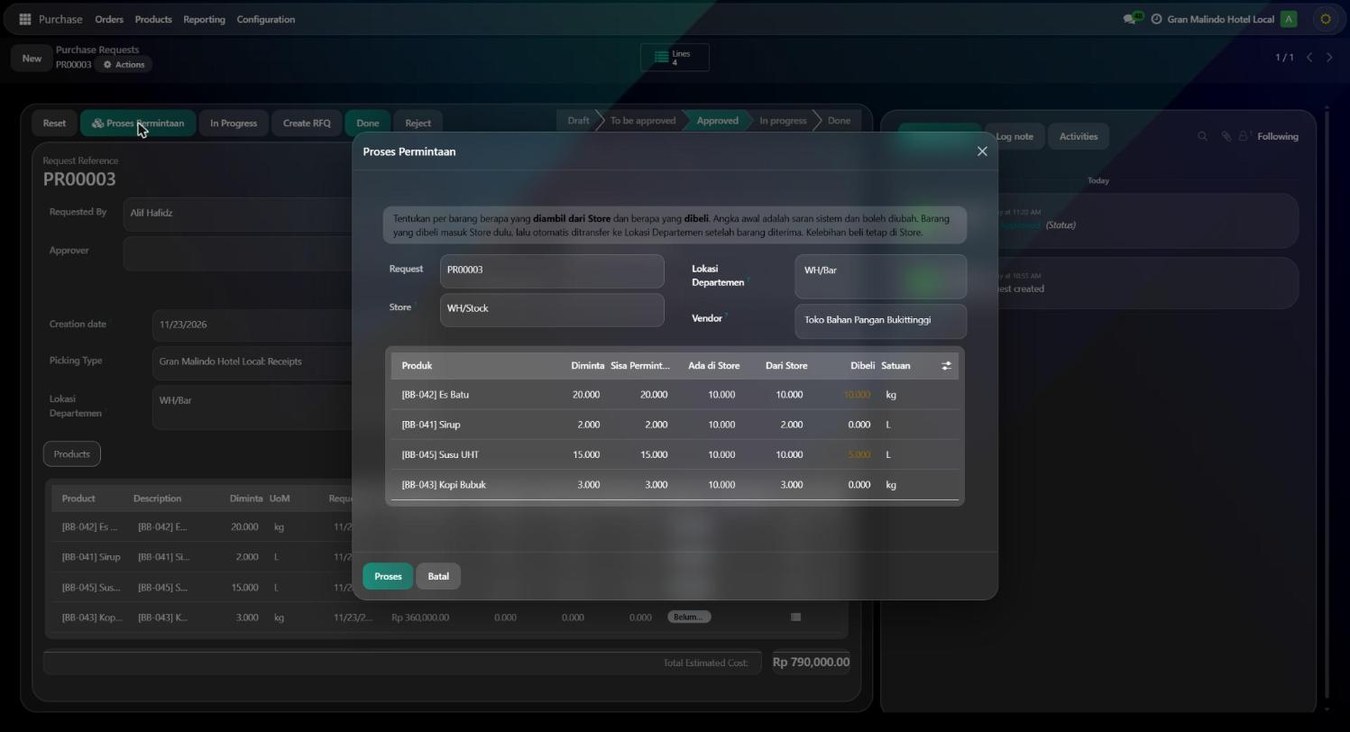 Purchase Orders Products Reporting Configuration
Gran Malindo Hotel Local A
New
Purchase Requests
PR00003 Actions
Lines
4
1 / 1
Reset Proses Permintaan In Progress Create RFQ Done Reject
Draft To be approved Approved In progress Done
Log note Activities
Following
Request Reference
PR00003
Requested By Alif Hafidz
Approver
Creation date 11/23/2026
Picking Type Gran Malindo Hotel Local: Receipts
Lokasi
Departemen
WH/Bar
Products
Product Description Diminta UoM
[BB-042] Es ... [BB-042] E... 20.000 kg
[BB-041] Sirup [BB-041] Si... 2.000 L
[BB-045] Sus... [BB-045] S... 15.000 L
[BB-043] Kop... [BB-043] K... 3.000 kg 11/23/2... Rp 360,000.00 0.000 0.000 0.000 Belum...
Total Estimated Cost: Rp 790,000.00
Proses Permintaan
Tentukan per barang berapa yang diambil dari Store dan berapa yang dibeli. Angka awal adalah saran sistem dan boleh diubah. Barang
yang dibeli masuk Store dulu, lalu otomatis ditransfer ke Lokasi Departemen setelah barang diterima. Kelebihan beli tetap di Store.
Request PR00003
Store WH/Stock
Lokasi
Departemen
WH/Bar
Vendor Toko Bahan Pangan Bukittinggi
Produk Diminta Sisa Permint... Ada di Store Dari Store Dibeli Satuan
[BB-042] Es Batu 20.000 20.000 10.000 10.000 10.000 kg
[BB-041] Sirup 2.000 2.000 10.000 2.000 0.000 L
[BB-045] Susu UHT 15.000 15.000 10.000 10.000 5.000 L
[BB-043] Kopi Bubuk 3.000 3.000 10.000 3.000 0.000 kg
Proses Batal
Today
11:22 AM
(Status)
10:51 AM
created